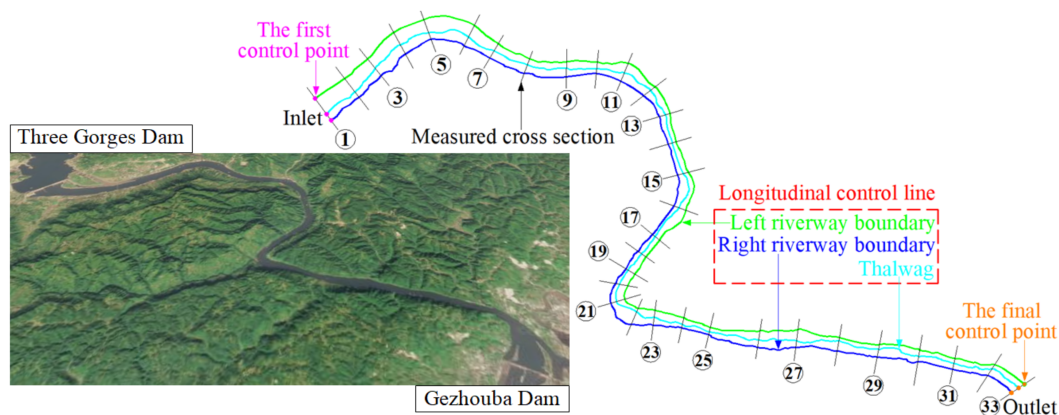 The first
control point
Inlet
1
3
5
7
9
11
13
15
17
19
21
23
25
27
29
31
33
Measured cross section
Three Gorges Dam
Gezhouba Dam
Longitudinal control line
Left riverway boundary
Right riverway boundary
Thalwag
The final
control point
Outlet